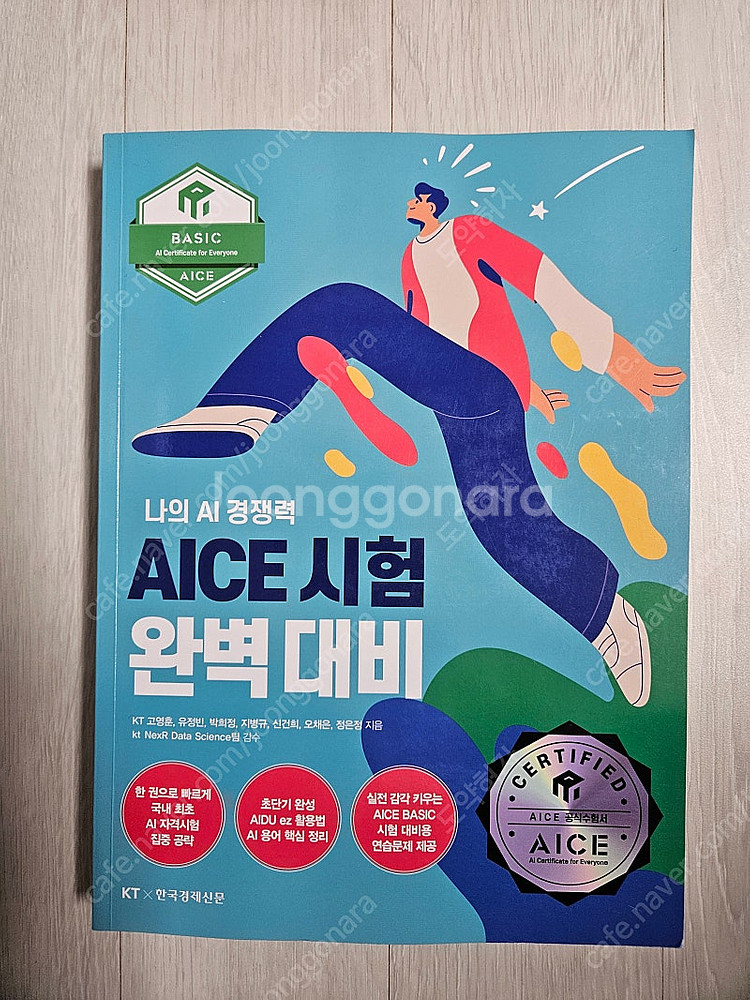 BASIC
AI Certificate for Everyone
AICE
나의 AI 경쟁력
AICE 시험
완벽 대비
KT 고영훈, 유정빈, 박희정, 지병규, 신건희, 오채은, 정은정 지음
kt NexR Data Science팀 감수
한 권으로 빠르게
국내 최초
AI 자격시험
집중 공략
초단기 완성
AIDU ez 활용법
AI 용어 핵심 정리
실전 감각 키우는
AICE BASIC
시험 대비용
연습문제 제공
CERTIFIED
AICE 공식수험서
AICE
AI Certificate for Everyone
KT × 한국경제신문
joonggonara
cafe.naver.com/joonggonara